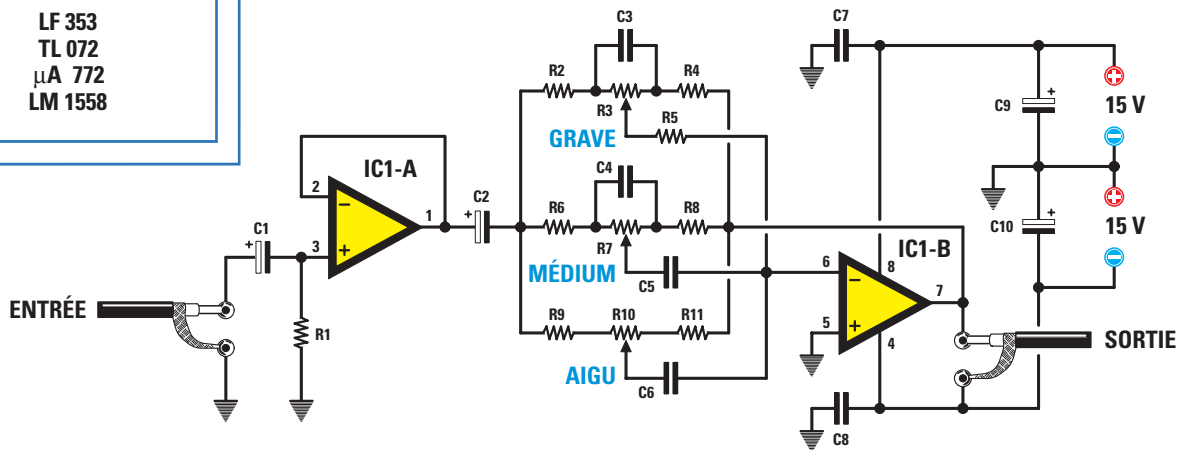 LF 353
TL 072
µA 772
LM 1558
C3
R2
R4
R3
R5
GRAVE
C4
R6
R8
R7
MÉDIUM
C5
R9
R10
R11
AIGU
C6
IC1-A
2
−
3
+
1
+
C1
+
C2
R1
ENTRÉE
C7
C9
+
15 V
C10
+
15 V
IC1-B
6
−
5
+
8
7
4
C8
SORTIE